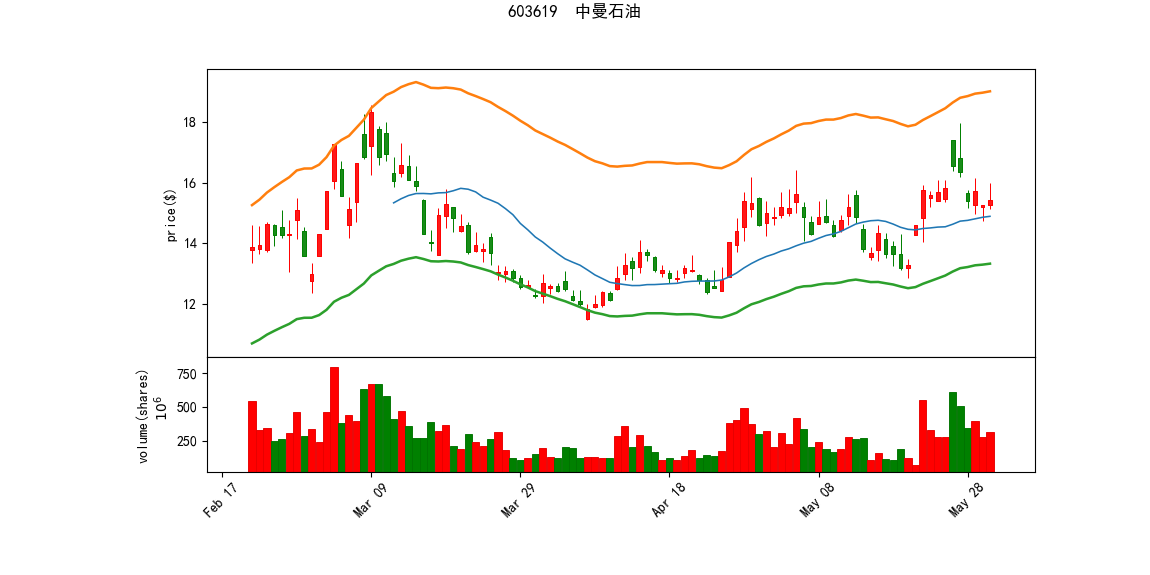 603619 中曼石油
price($)
18
16
14
12
volume(shares)
10^6
750
500
250
Feb 17
Mar 09
Mar 29
Apr 18
May 08
May 28